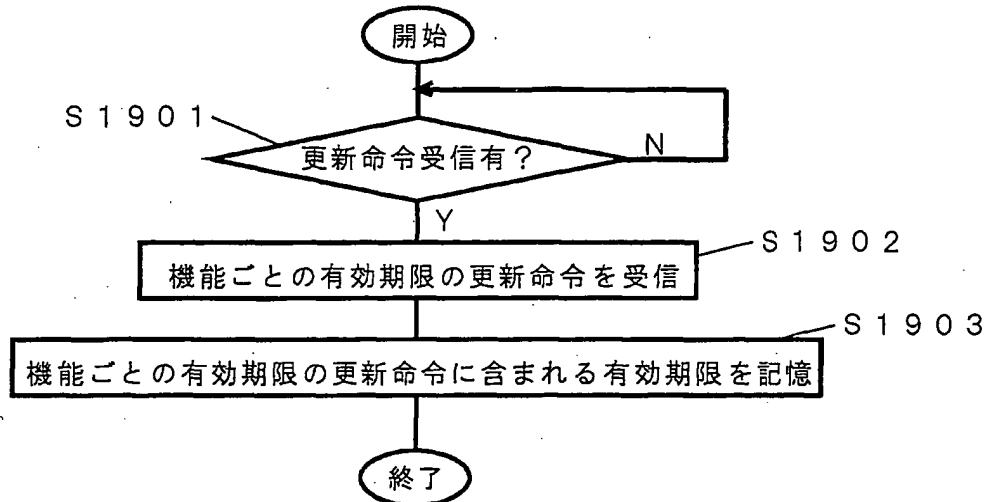 開始
S1901
更新命令受信有?
N
Y
S1902
機能ごとの有効期限の更新命令を受信
S1903
機能ごとの有効期限の更新命令に含まれる有効期限を記憶
終了